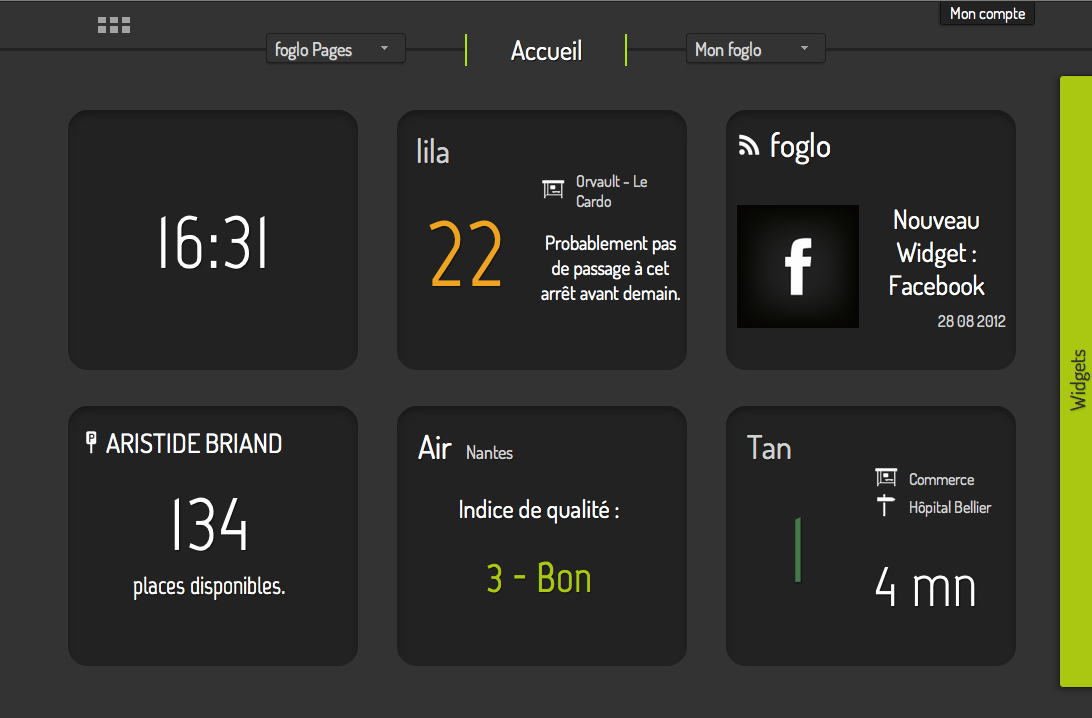 Mon compte
foglo Pages
Accueil
Mon foglo
16:31
lila
22
Orvault - Le
Cardo
Probablement pas
de passage à cet
arrêt avant demain.
foglo
f
Nouveau
Widget :
Facebook
28 08 2012
Widgets
P ARISTIDE BRIAND
134
places disponibles.
Air Nantes
Indice de qualité :
3 - Bon
Tan
1
Commerce
Hôpital Bellier
4 mn